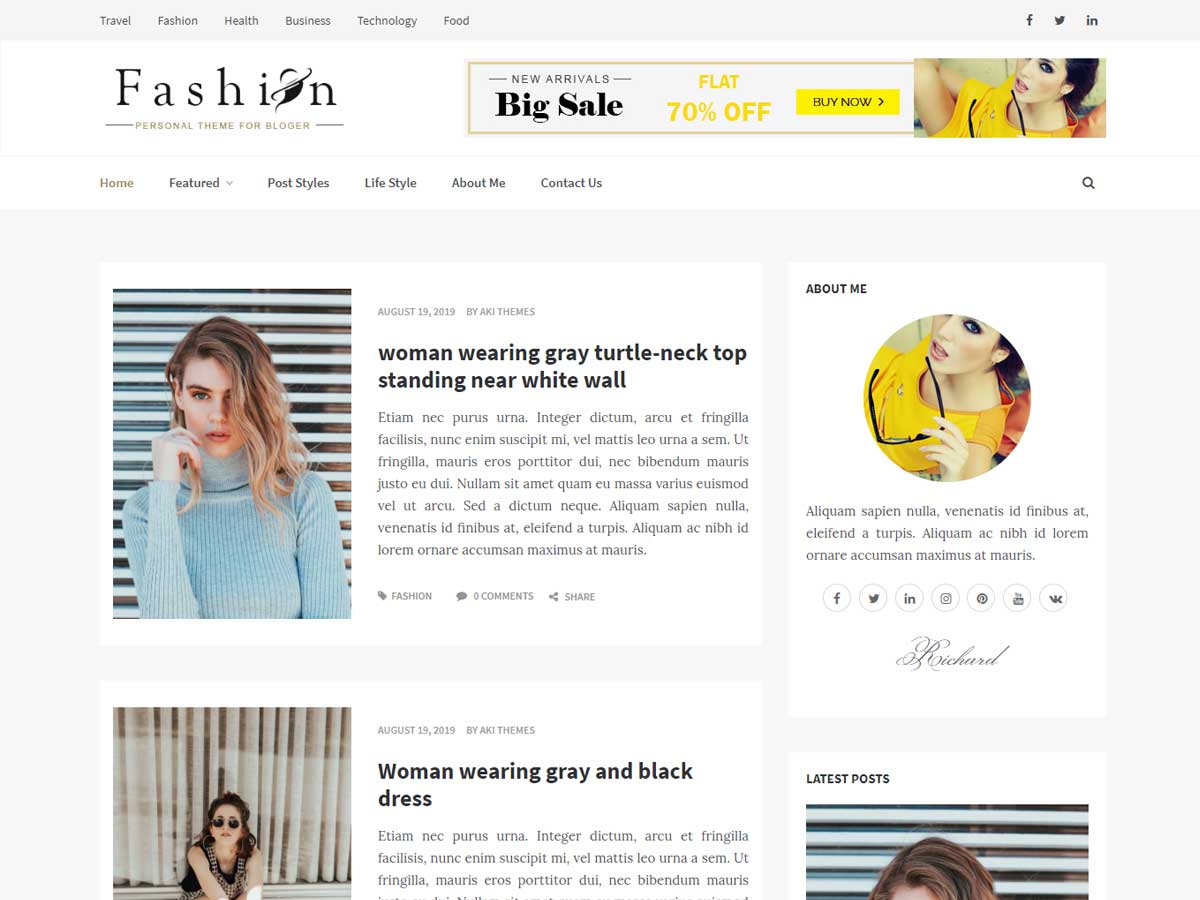 Travel Fashion Health Business Technology Food
Fashion
PERSONAL THEME FOR BLOGER
NEW ARRIVALS
Big Sale
FLAT
70% OFF
BUY NOW
Home Featured Post Styles Life Style About Me Contact Us
AUGUST 19, 2019 BY AKI THEMES
woman wearing gray turtle-neck top
standing near white wall
Etiam nec purus urna. Integer dictum, arcu et fringilla
facilisis, nunc enim suscipit mi, vel mattis leo urna a sem. Ut
fringilla, mauris eros porttitor dui, nec bibendum mauris
justo eu dui. Nullam sit amet quam eu massa varius euismod
vel ut arcu. Sed a dictum neque. Aliquam sapien nulla,
venenatis id finibus at, eleifend a turpis. Aliquam ac nibh id
lorem ornare accumsan maximus at mauris.
FASHION 0 COMMENTS SHARE
AUGUST 19, 2019 BY AKI THEMES
Woman wearing gray and black
dress
Etiam nec purus urna. Integer dictum, arcu et fringilla
facilisis, nunc enim suscipit mi, vel mattis leo urna a sem. Ut
fringilla, mauris eros porttitor dui, nec bibendum mauris
ABOUT ME
Aliquam sapien nulla, venenatis id finibus at,
eleifend a turpis. Aliquam ac nibh id lorem
ornare accumsan maximus at mauris.
Richard
LATEST POSTS